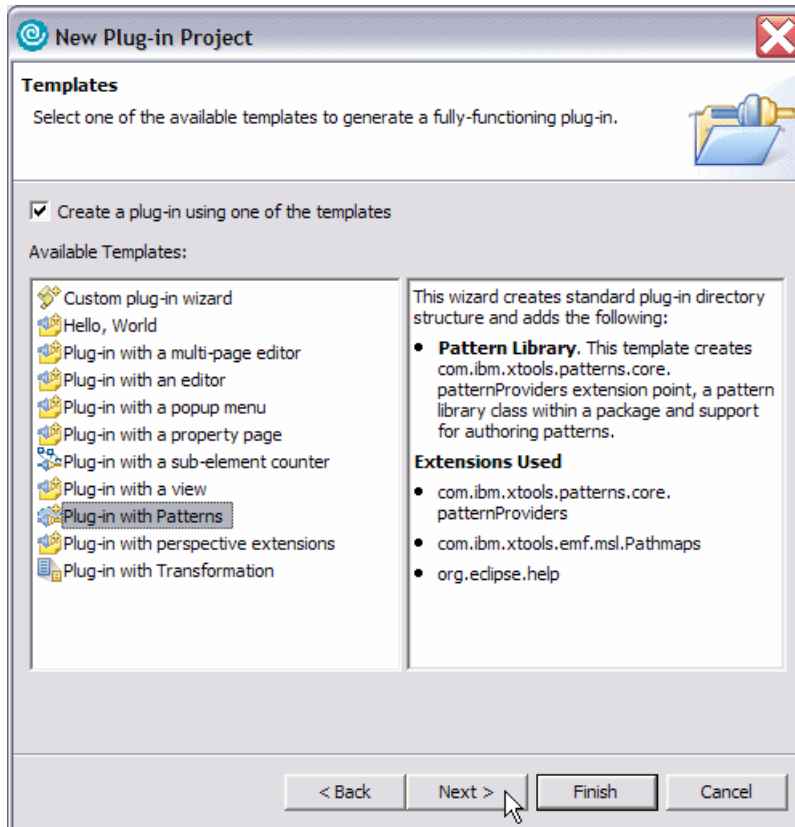 New Plug-in Project
Templates
Select one of the available templates to generate a fully-functioning plug-in.
Create a plug-in using one of the templates
Available Templates:
Custom plug-in wizard
Hello, World
Plug-in with a multi-page editor
Plug-in with an editor
Plug-in with a popup menu
Plug-in with a property page
Plug-in with a sub-element counter
Plug-in with a view
Plug-in with Patterns
Plug-in with perspective extensions
Plug-in with Transformation
This wizard creates standard plug-in directory
structure and adds the following:
• Pattern Library. This template creates
com.ibm.xtools.patterns.core.
patternProviders extension point, a pattern
library class within a package and support
for authoring patterns.
Extensions Used
• com.ibm.xtools.patterns.core.
patternProviders
• com.ibm.xtools.emf.msl.Pathmaps
• org.eclipse.help
< Back
Next >
Finish
Cancel